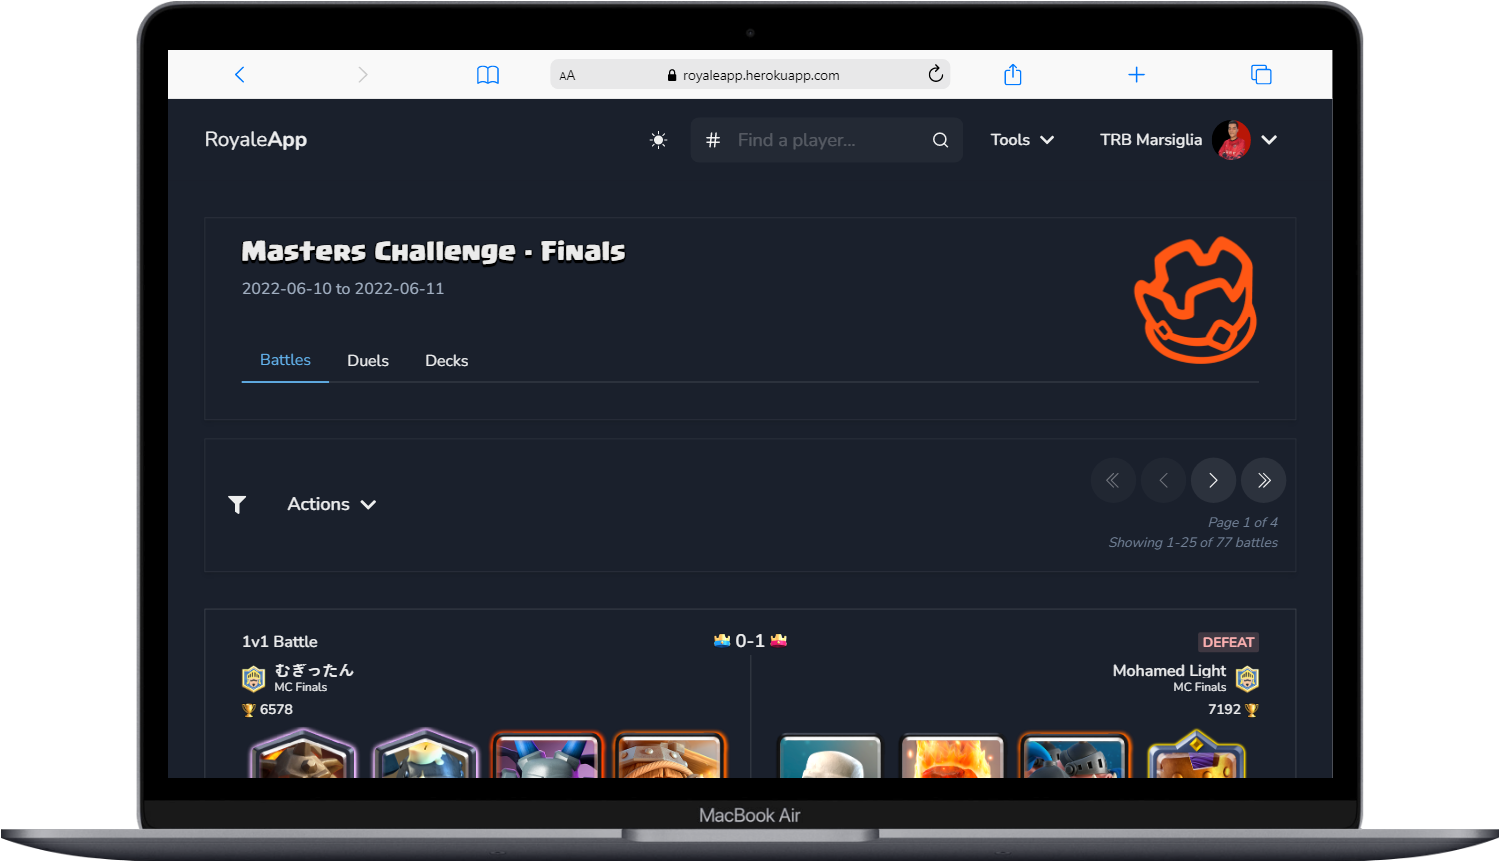 AA
royaleapp.herokuapp.com
RoyaleApp
# Find a player...
Tools
TRB Marsiglia
Masters Challenge - Finals
2022-06-10 to 2022-06-11
Battles
Duels
Decks
Actions
Page 1 of 4
Showing 1-25 of 77 battles
1v1 Battle
0-1
DEFEAT
むぎったん
MC Finals
6578
Mohamed Light
MC Finals
7192
MacBook Air